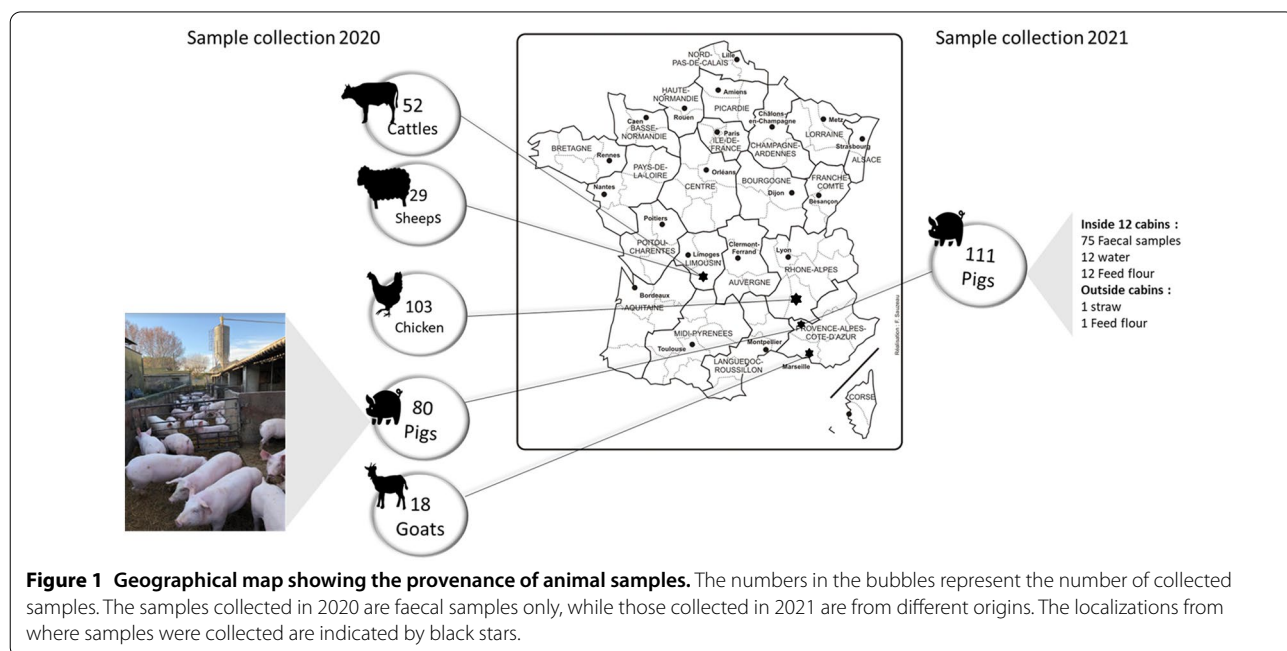 Sample collection 2020
Sample collection 2021
52
Cattles
29
Sheeps
103
Chicken
80
Pigs
18
Goats
NORD-
PAS-DE-CALAIS
Lille
HAUTE-
NORMANDIE
Rouen
Amiens
PICARDIE
Caen
BASSE-
NORMANDIE
Paris
ILE-DE-
FRANCE
Châlons-
en-Champagne
CHAMPAGNE-
ARDENNES
Metz
LORRAINE
Strasbourg
ALSACE
BRETAGNE
Rennes
PAYS-DE-
LA-LOIRE
Nantes
Orléans
CENTRE
BOURGOGNE
Dijon
FRANCHE-
COMTE
Besançon
Poitiers
POITOU-
CHARENTES
Limoges
LIMOUSIN
Clermont-
Ferrand
AUVERGNE
Lyon
RHONE-ALPES
Bordeaux
AQUITAINE
MIDI-PYRENEES
Toulouse
Montpellier
LANGUEDOC-
ROUSSILLON
PROVENCE-ALPES-
COTE-D'AZUR
Marseille
CORSE
111
Pigs
Inside 12 cabins :
75 Faecal samples
12 water
12 Feed flour
Outside cabins :
1 straw
1 Feed flour
Figure 1 Geographical map showing the provenance of animal samples. The numbers in the bubbles represent the number of collected
samples. The samples collected in 2020 are faecal samples only, while those collected in 2021 are from different origins. The localizations from
where samples were collected are indicated by black stars.